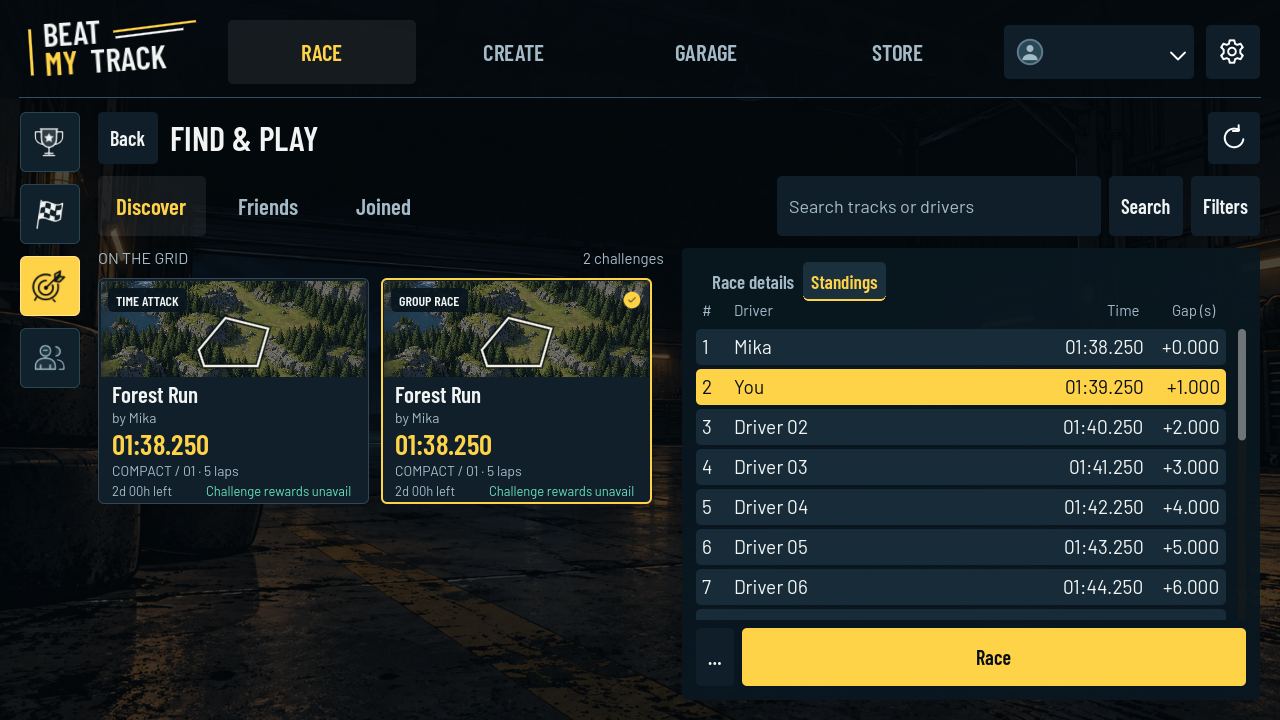 BEAT
MY TRACK
RACE
CREATE
GARAGE
STORE
Back
FIND & PLAY
Discover
Friends
Joined
Search tracks or drivers
Search
Filters
ON THE GRID
2 challenges
TIME ATTACK
Forest Run
by Mika
01:38.250
COMPACT / 01 · 5 laps
2d 00h left
Challenge rewards unavail
GROUP RACE
Forest Run
by Mika
01:38.250
COMPACT / 01 · 5 laps
2d 00h left
Challenge rewards unavail
Race details
Standings
# Driver Time Gap (s)
1 Mika 01:38.250 +0.000
2 You 01:39.250 +1.000
3 Driver 02 01:40.250 +2.000
4 Driver 03 01:41.250 +3.000
5 Driver 04 01:42.250 +4.000
6 Driver 05 01:43.250 +5.000
7 Driver 06 01:44.250 +6.000
...
Race